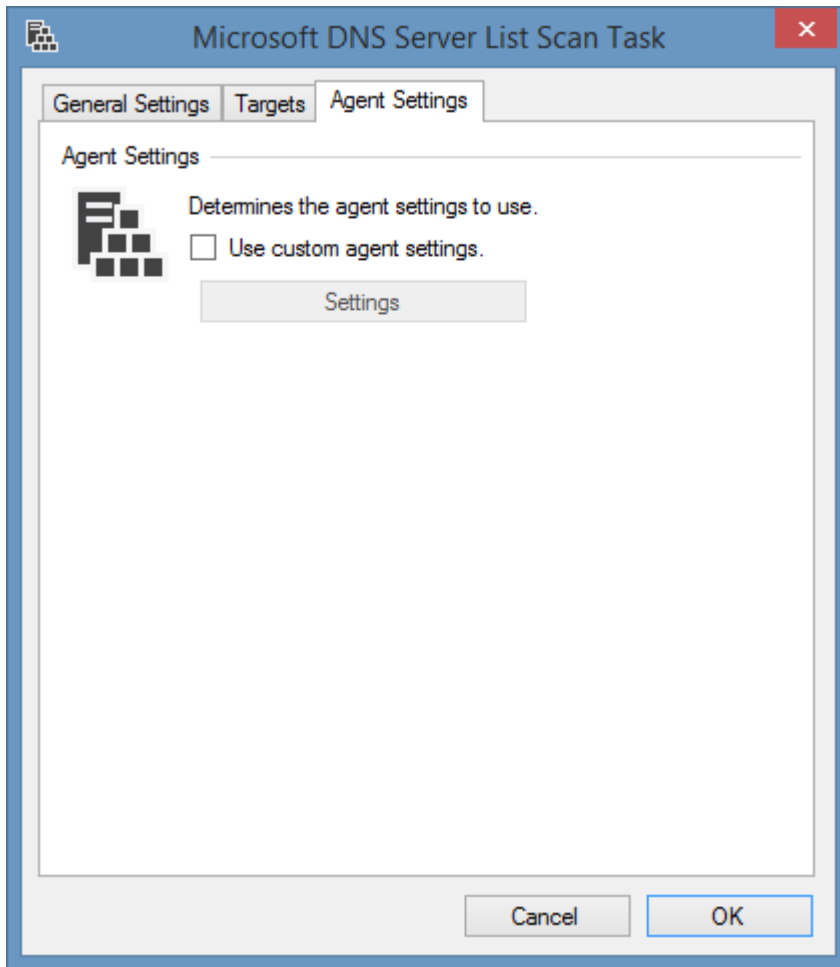 Microsoft DNS Server List Scan Task
General Settings Targets Agent Settings
Agent Settings
Determines the agent settings to use.
Use custom agent settings.
Settings
Cancel OK